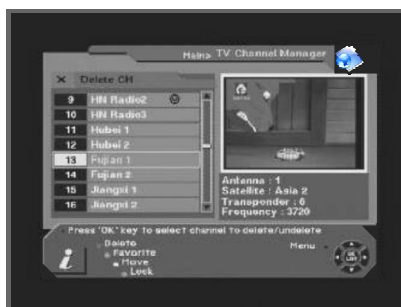 Main> TV Channel Manager
× Delete CH
9 HN Radio2
10 HN Radio3
11 Hubei 1
12 Hubei 2
13 Fujian 1
14 Fujian 2
15 Jiangxi 1
16 Jiangxi 2
Antenna : 1
Satellite : Asia 2
Transponder : 6
Frequency : 3720
Press 'OK' key to select channel to delete/undelete
Delete
Favorite
Move
Lock
Menu
i